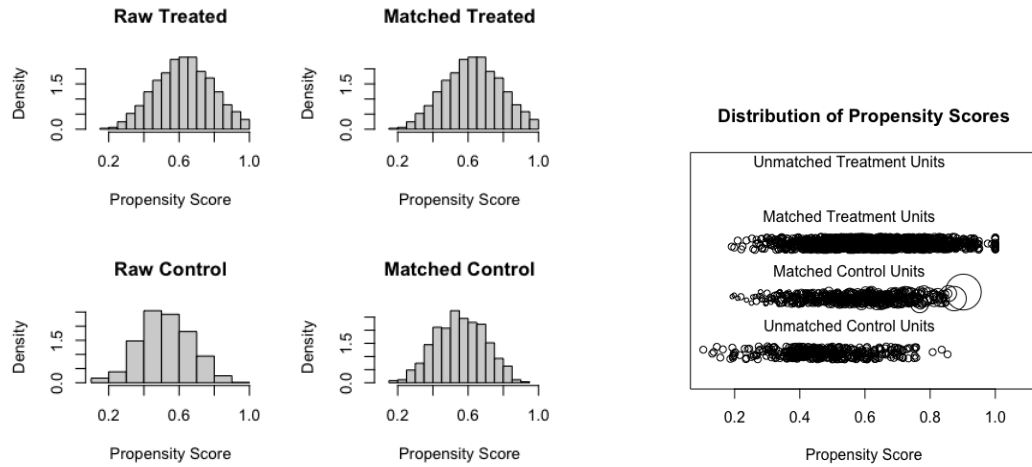 Raw Treated
Density
0.0 1.5
0.2 0.6 1.0
Propensity Score
Matched Treated
Density
0.0 1.5
0.2 0.6 1.0
Propensity Score
Raw Control
Density
0.0 1.5
0.2 0.6 1.0
Propensity Score
Matched Control
Density
0.0 1.5
0.2 0.6 1.0
Propensity Score
Distribution of Propensity Scores
Unmatched Treatment Units
Matched Treatment Units
Matched Control Units
Unmatched Control Units
0.2 0.4 0.6 0.8 1.0
Propensity Score